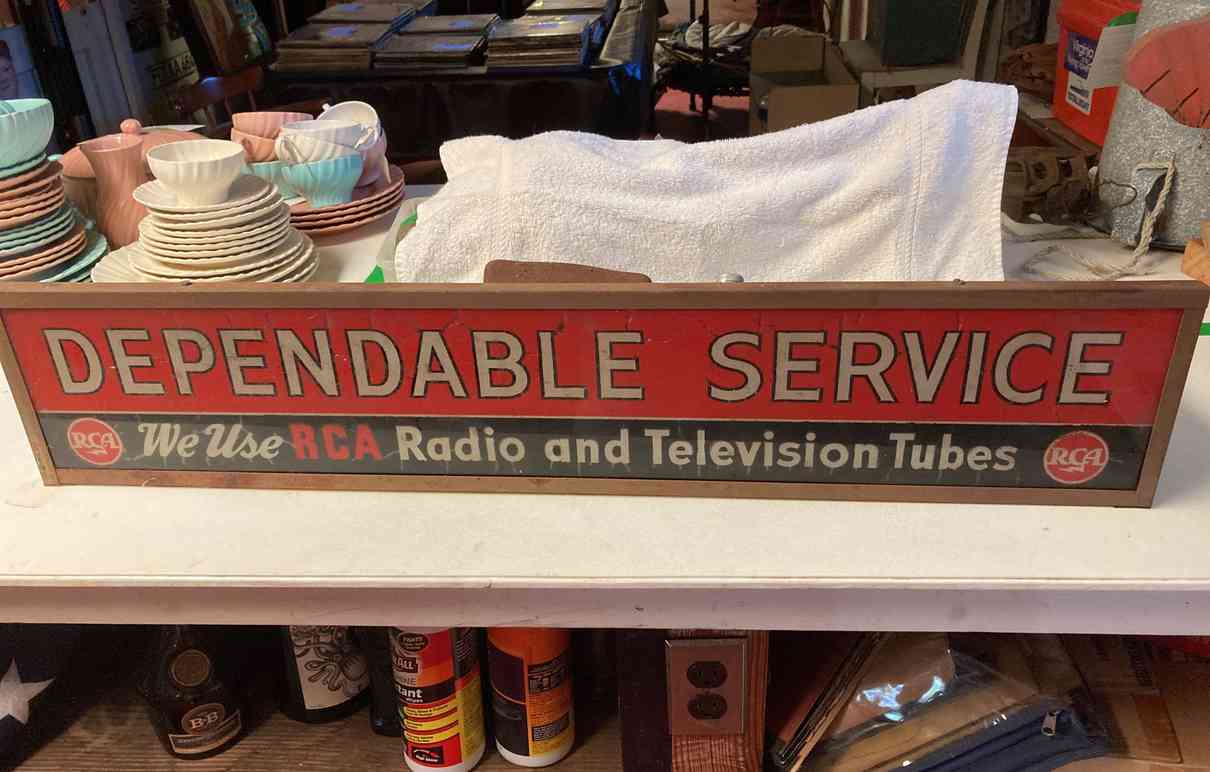 DEPENDABLE SERVICE
RCA We Use RCA Radio and Television Tubes RCA
B&B